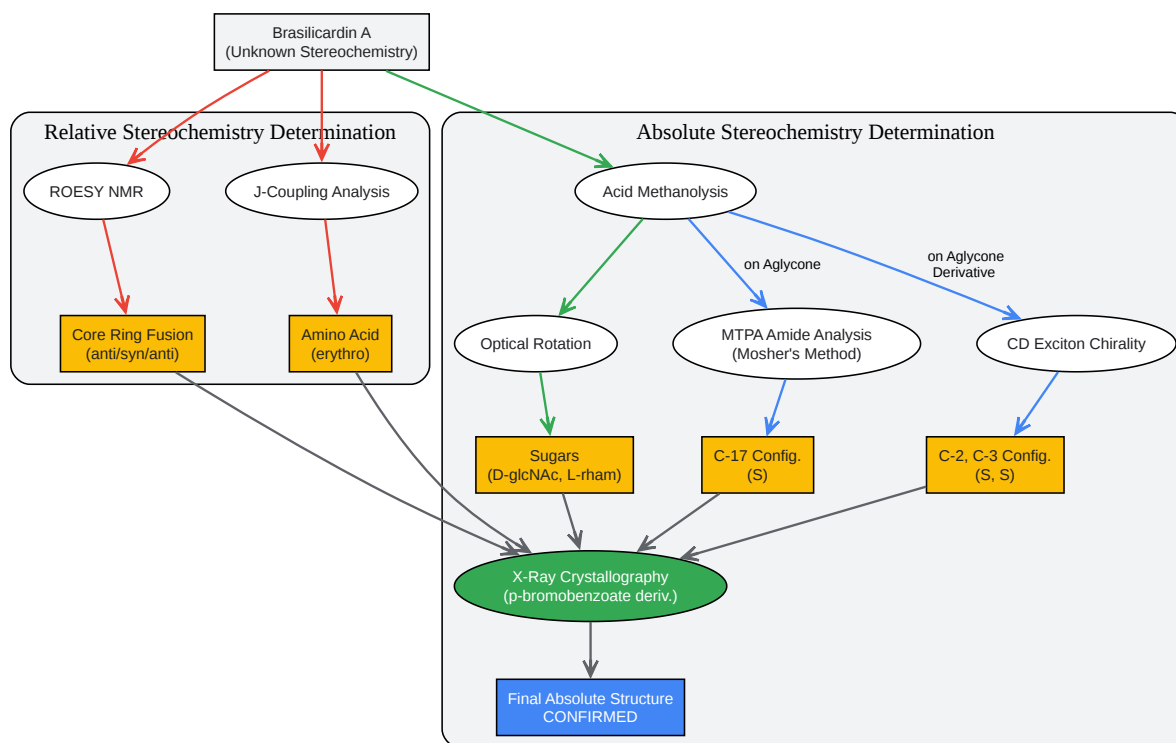 Brasilicardin A
(Unknown Stereochemistry)
Relative Stereochemistry Determination
Absolute Stereochemistry Determination
ROESY NMR
J-Coupling Analysis
Acid Methanolysis
on Aglycone
on Aglycone
Derivative
Core Ring Fusion
(anti/syn/anti)
Amino Acid
(erythro)
Optical Rotation
MTPA Amide Analysis
(Mosher's Method)
CD Exciton Chirality
Sugars
(D-glcNAc, L-rham)
C-17 Config.
(S)
C-2, C-3 Config.
(S, S)
X-Ray Crystallography
(p-bromobenzoate deriv.)
Final Absolute Structure
CONFIRMED